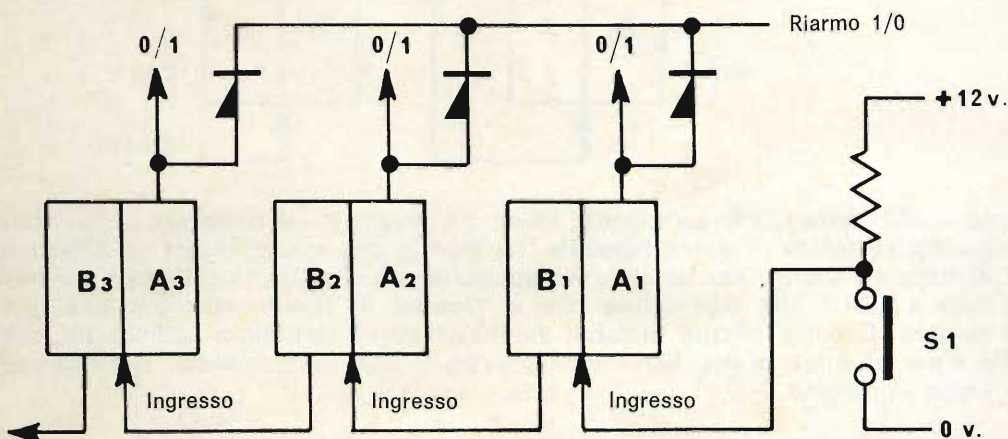 Riarmo 1/0
0/1
0/1
0/1
+ 12 v.
B3
A3
B2
A2
B1
A1
S 1
Ingresso
Ingresso
Ingresso
0 v.